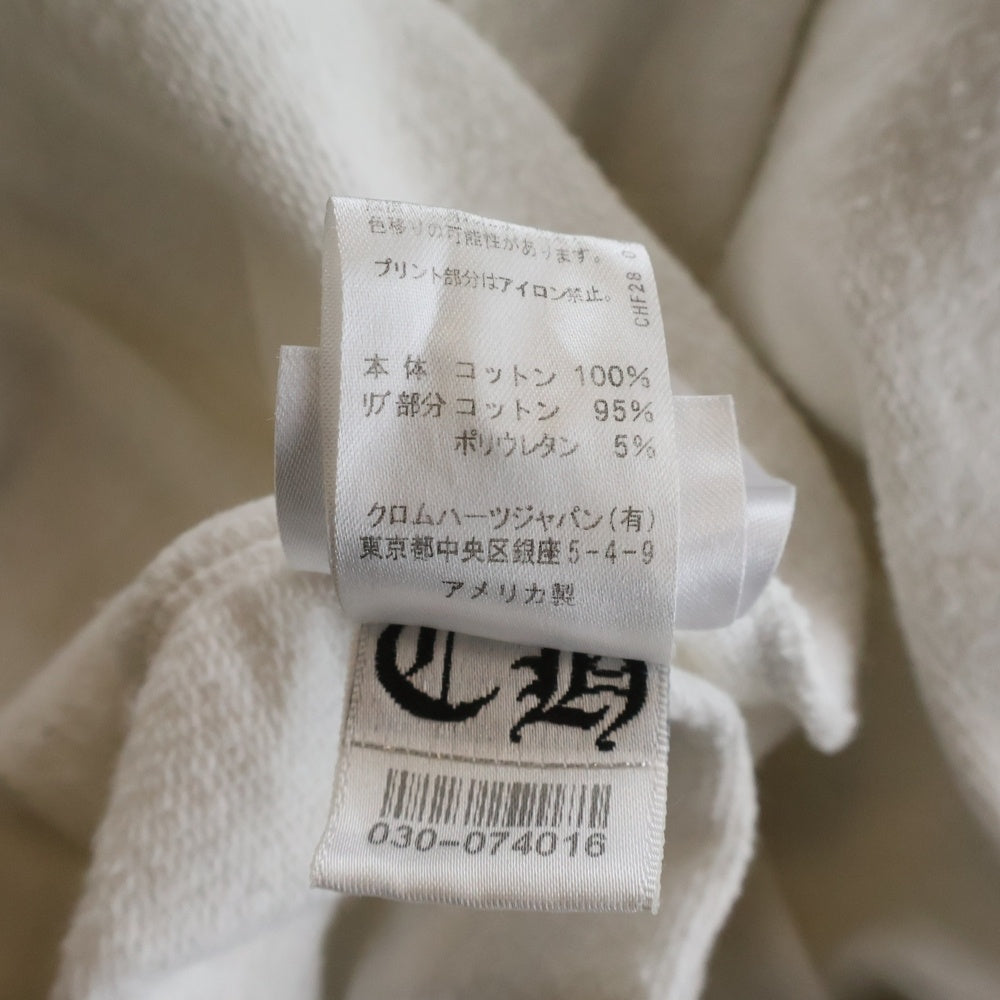 色移りの可能性があります。
プリント部分はアイロン禁止。
CHF28
本体 コットン 100%
リブ部分 コットン 95%
ポリウレタン 5%
クロムハーツジャパン(有)
東京都中央区銀座5-4-9
アメリカ製
CH
030-074016